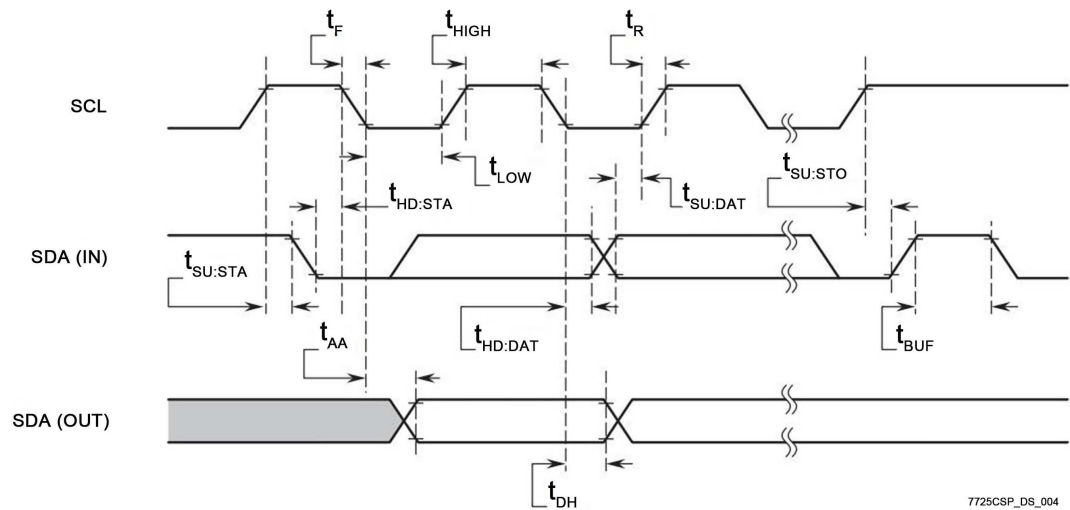 tF
tHIGH
tR
SCL
tLOW
tSU:STO
tHD:STA
tSU:DAT
SDA (IN)
tSU:STA
tAA
tHD:DAT
tBUF
SDA (OUT)
tDH
7725CSP_DS_004